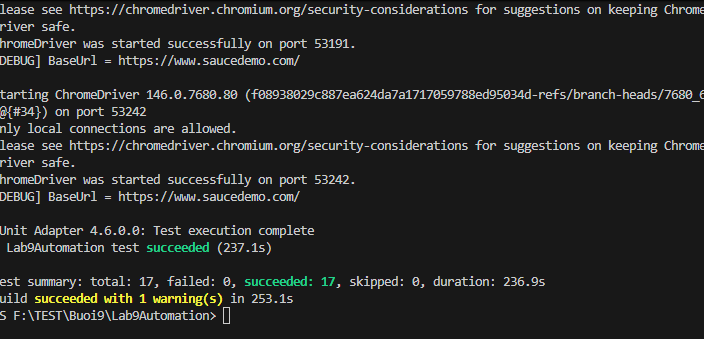 lease see https://chromedriver.chromium.org/security-considerations for suggestions on keeping Chrome
river safe.
hromeDriver was started successfully on port 53191.
DEBUG] BaseUrl = https://www.saucedemo.com/
tarting ChromeDriver 146.0.7680.80 (f08938029c887ea624da7a1717059788ed95034d-refs/branch-heads/7680_6
@{#34}) on port 53242
nly local connections are allowed.
lease see https://chromedriver.chromium.org/security-considerations for suggestions on keeping Chrome
river safe.
hromeDriver was started successfully on port 53242.
DEBUG] BaseUrl = https://www.saucedemo.com/
Unit Adapter 4.6.0.0: Test execution complete
Lab9Automation test succeeded (237.1s)
est summary: total: 17, failed: 0, succeeded: 17, skipped: 0, duration: 236.9s
uild succeeded with 1 warning(s) in 253.1s
S F:\TEST\Buoi9\Lab9Automation>